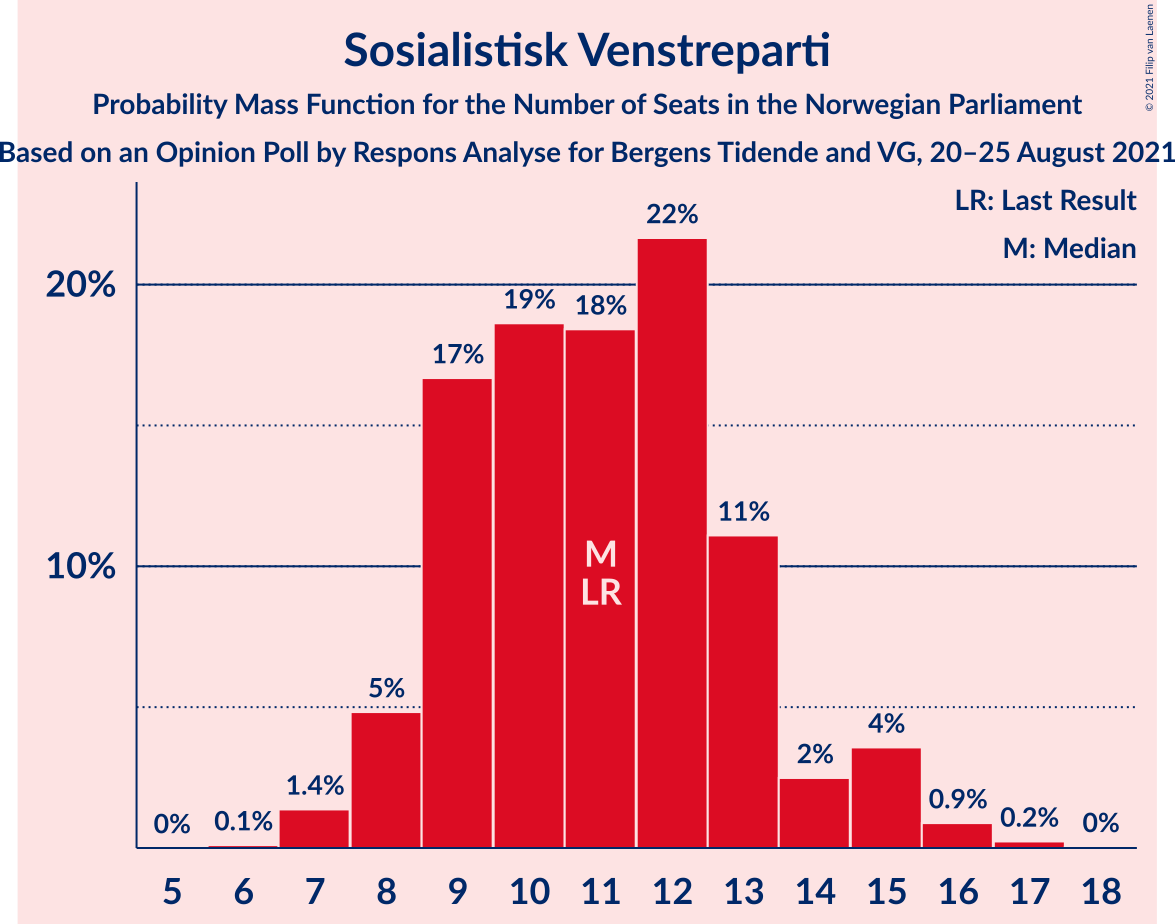 Sosialistisk Venstreparti
Probability Mass Function for the Number of Seats in the Norwegian Parliament
Based on an Opinion Poll by Respons Analyse for Bergens Tidende and VG, 20–25 August 2021
© 2021 Filip van Laenen
LR: Last Result
M: Median
20%
10%
0%
0.1%
1.4%
5%
17%
19%
18%
22%
11%
2%
4%
0.9%
0.2%
0%
M
LR
5 6 7 8 9 10 11 12 13 14 15 16 17 18